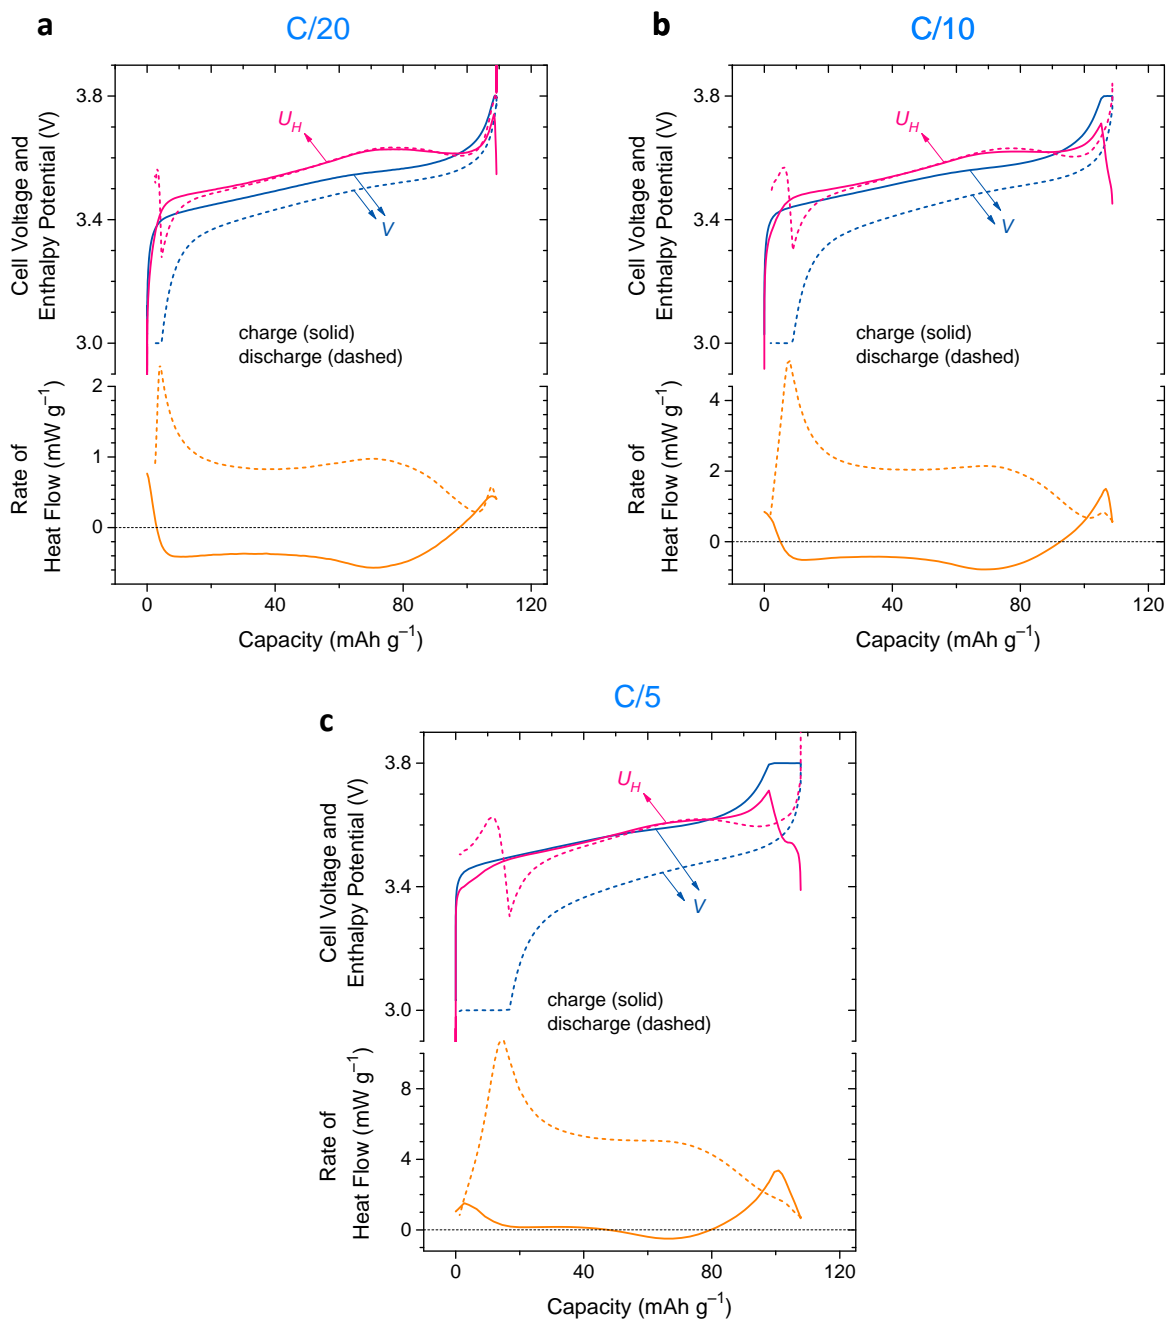 a
C/20
Cell Voltage and
Enthalpy Potential (V)
3.8
3.4
3.0
U_H
V
charge (solid)
discharge (dashed)
Rate of
Heat Flow (mW g⁻¹)
2
1
0
0
40
80
120
Capacity (mAh g⁻¹)
b
C/10
Cell Voltage and
Enthalpy Potential (V)
3.8
3.4
3.0
U_H
V
charge (solid)
discharge (dashed)
Rate of
Heat Flow (mW g⁻¹)
4
2
0
0
40
80
120
Capacity (mAh g⁻¹)
c
C/5
Cell Voltage and
Enthalpy Potential (V)
3.8
3.4
3.0
U_H
V
charge (solid)
discharge (dashed)
Rate of
Heat Flow (mW g⁻¹)
8
4
0
0
40
80
120
Capacity (mAh g⁻¹)